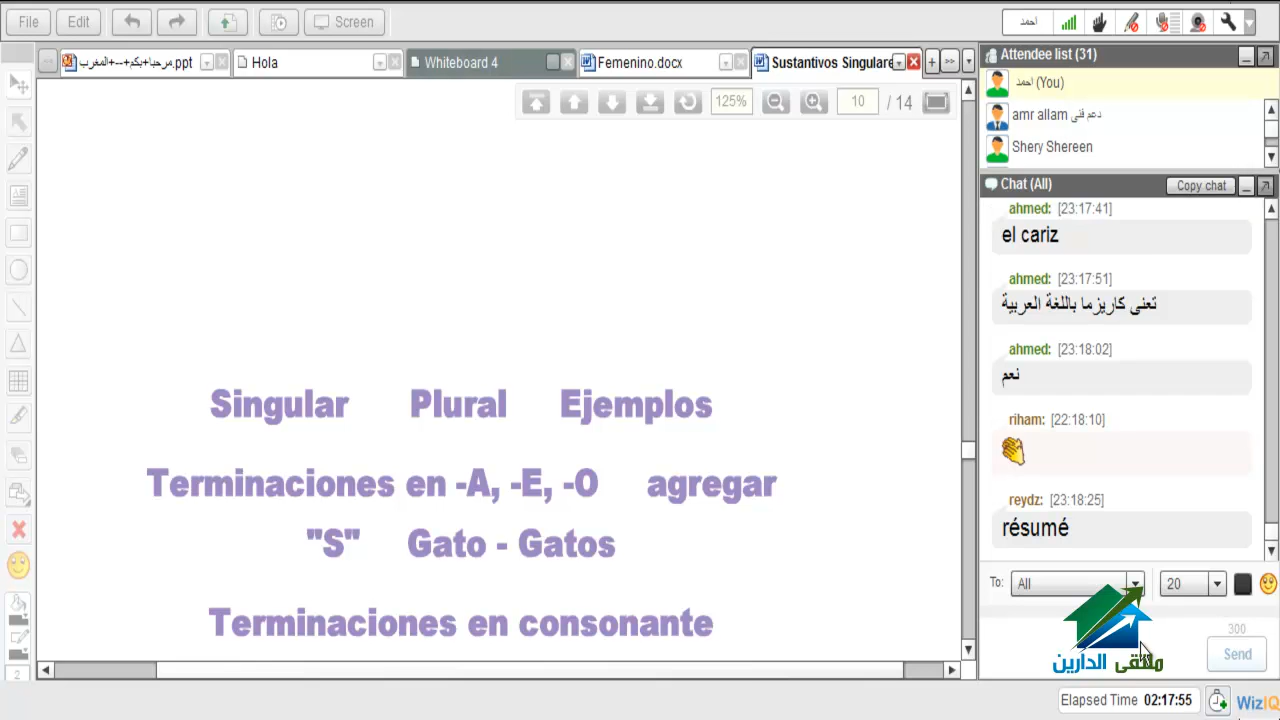 File Edit Screen احمد
مرحبا+بكم+--+المغرب.ppt Hola Whiteboard 4 Femenino.docx Sustantivos Singulare + >>
125% 10 / 14
Singular Plural Ejemplos
Terminaciones en -A, -E, -O agregar
"S" Gato - Gatos
Terminaciones en consonante
2
Attendee list (31)
احمد (You)
amr allam دعم فنى
Shery Shereen
Chat (All) Copy chat
ahmed: [23:17:41]
el cariz
ahmed: [23:17:51]
تعنى كاريزما باللغة العربية
ahmed: [23:18:02]
نعم
riham: [22:18:10]
reydz: [23:18:25]
résumé
To: All 20
300
Send
ملتقى الدارين
Elapsed Time 02:17:55 WizIQ